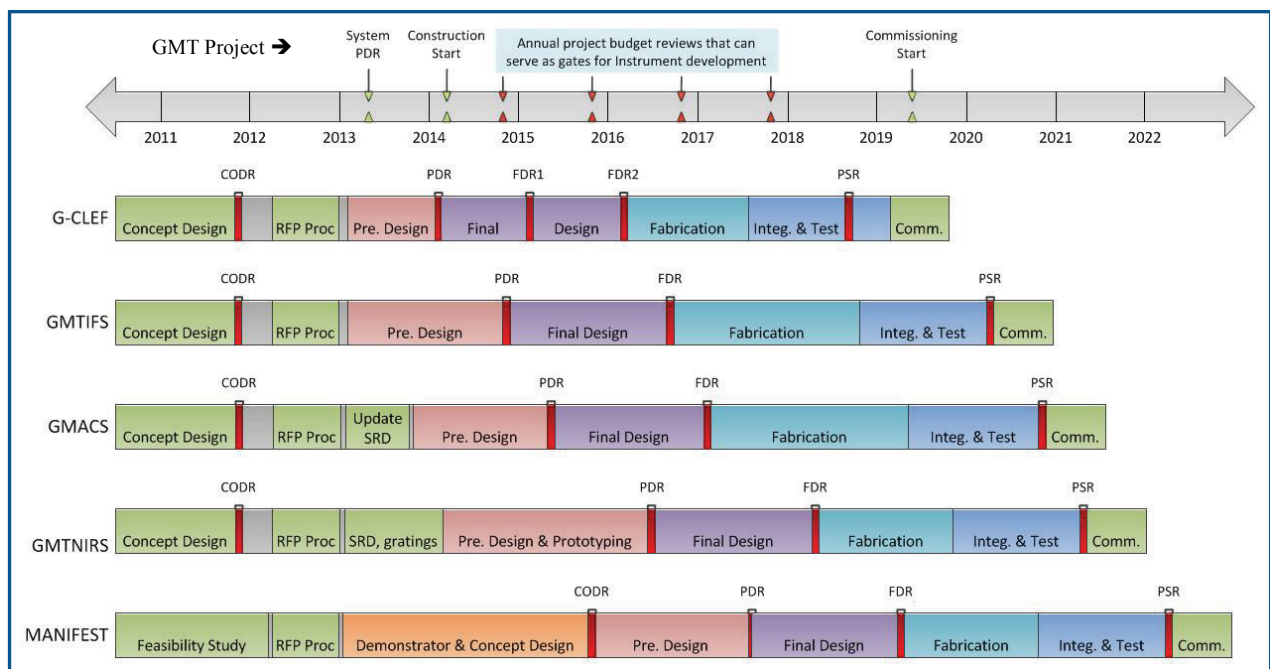 GMT Project ➔
System
PDR
Construction
Start
Annual project budget reviews that can
serve as gates for Instrument development
Commissioning
Start
2011 2012 2013 2014 2015 2016 2017 2018 2019 2020 2021 2022
CODR PDR FDR1 FDR2 PSR
G-CLEF Concept Design RFP Proc Pre. Design Final Design Fabrication Integ. & Test Comm.
CODR PDR FDR PSR
GMTIFS Concept Design RFP Proc Pre. Design Final Design Fabrication Integ. & Test Comm.
CODR PDR FDR PSR
GMACS Concept Design RFP Proc Update
SRD Pre. Design Final Design Fabrication Integ. & Test Comm.
CODR PDR FDR PSR
GMTNIRS Concept Design RFP Proc SRD, gratings Pre. Design & Prototyping Final Design Fabrication Integ. & Test Comm.
CODR PDR FDR PSR
MANIFEST Feasibility Study RFP Proc Demonstrator & Concept Design Pre. Design Final Design Fabrication Integ. & Test Comm.